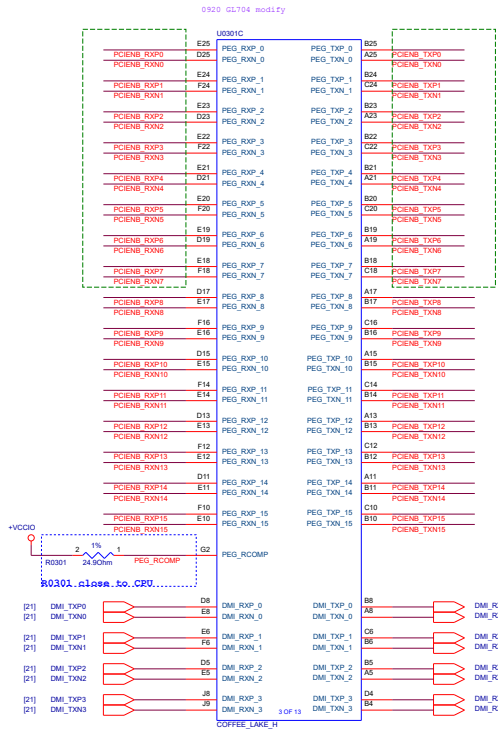 0920 GL704 modify
U0301C
E25 PEG_RXP_0 PEG_TXP_0 B25
PCIENB_RXP0 D25 PEG_RXN_0 PEG_TXN_0 A25 PCIENB_TXP0
PCIENB_RXN0 PCIENB_TXN0
E24 PEG_RXP_1 PEG_TXP_1 B24
PCIENB_RXP1 F24 PEG_RXN_1 PEG_TXN_1 C24 PCIENB_TXP1
PCIENB_RXN1 PCIENB_TXN1
E23 PEG_RXP_2 PEG_TXP_2 B23
PCIENB_RXP2 D23 PEG_RXN_2 PEG_TXN_2 A23 PCIENB_TXP2
PCIENB_RXN2 PCIENB_TXN2
E22 PEG_RXP_3 PEG_TXP_3 B22
PCIENB_RXP3 F22 PEG_RXN_3 PEG_TXN_3 C22 PCIENB_TXP3
PCIENB_RXN3 PCIENB_TXN3
E21 PEG_RXP_4 PEG_TXP_4 B21
PCIENB_RXP4 D21 PEG_RXN_4 PEG_TXN_4 A21 PCIENB_TXP4
PCIENB_RXN4 PCIENB_TXN4
E20 PEG_RXP_5 PEG_TXP_5 B20
PCIENB_RXP5 F20 PEG_RXN_5 PEG_TXN_5 C20 PCIENB_TXP5
PCIENB_RXN5 PCIENB_TXN5
E19 PEG_RXP_6 PEG_TXP_6 B19
PCIENB_RXP6 D19 PEG_RXN_6 PEG_TXN_6 A19 PCIENB_TXP6
PCIENB_RXN6 PCIENB_TXN6
E18 PEG_RXP_7 PEG_TXP_7 B18
PCIENB_RXP7 F18 PEG_RXN_7 PEG_TXN_7 C18 PCIENB_TXP7
PCIENB_RXN7 PCIENB_TXN7
D17 PEG_RXP_8 PEG_TXP_8 A17
PCIENB_RXP8 E17 PEG_RXN_8 PEG_TXN_8 B17 PCIENB_TXP8
PCIENB_RXN8 PCIENB_TXN8
F16 PEG_RXP_9 PEG_TXP_9 C16
PCIENB_RXP9 E16 PEG_RXN_9 PEG_TXN_9 B16 PCIENB_TXP9
PCIENB_RXN9 PCIENB_TXN9
D15 PEG_RXP_10 PEG_TXP_10 A15
PCIENB_RXP10 E15 PEG_RXN_10 PEG_TXN_10 B15 PCIENB_TXP10
PCIENB_RXN10 PCIENB_TXN10
F14 PEG_RXP_11 PEG_TXP_11 C14
PCIENB_RXP11 E14 PEG_RXN_11 PEG_TXN_11 B14 PCIENB_TXP11
PCIENB_RXN11 PCIENB_TXN11
D13 PEG_RXP_12 PEG_TXP_12 A13
PCIENB_RXP12 E13 PEG_RXN_12 PEG_TXN_12 B13 PCIENB_TXP12
PCIENB_RXN12 PCIENB_TXN12
F12 PEG_RXP_13 PEG_TXP_13 C12
PCIENB_RXP13 E12 PEG_RXN_13 PEG_TXN_13 B12 PCIENB_TXP13
PCIENB_RXN13 PCIENB_TXN13
D11 PEG_RXP_14 PEG_TXP_14 A11
PCIENB_RXP14 E11 PEG_RXN_14 PEG_TXN_14 B11 PCIENB_TXP14
PCIENB_RXN14 PCIENB_TXN14
F10 PEG_RXP_15 PEG_TXP_15 C10
PCIENB_RXP15 E10 PEG_RXN_15 PEG_TXN_15 B10 PCIENB_TXP15
PCIENB_RXN15 PCIENB_TXN15
+VCCIO
2 1% 1 G2 PEG_RCOMP
R0301 24.9Ohm PEG_RCOMP
R0301 close to CPU
[21] DMI_TXP0 D8 DMI_RXP_0 DMI_TXP_0 B8 DMI_R
[21] DMI_TXN0 E8 DMI_RXN_0 DMI_TXN_0 A8 DMI_R
[21] DMI_TXP1 E6 DMI_RXP_1 DMI_TXP_1 C6 DMI_R
[21] DMI_TXN1 F6 DMI_RXN_1 DMI_TXN_1 B6 DMI_R
[21] DMI_TXP2 D5 DMI_RXP_2 DMI_TXP_2 B5 DMI_R
[21] DMI_TXN2 E5 DMI_RXN_2 DMI_TXN_2 A5 DMI_R
[21] DMI_TXP3 J8 DMI_RXP_3 DMI_TXP_3 D4 DMI_R
[21] DMI_TXN3 J9 DMI_RXN_3 DMI_TXN_3 B4 DMI_R
3 OF 13
COFFEE_LAKE_H